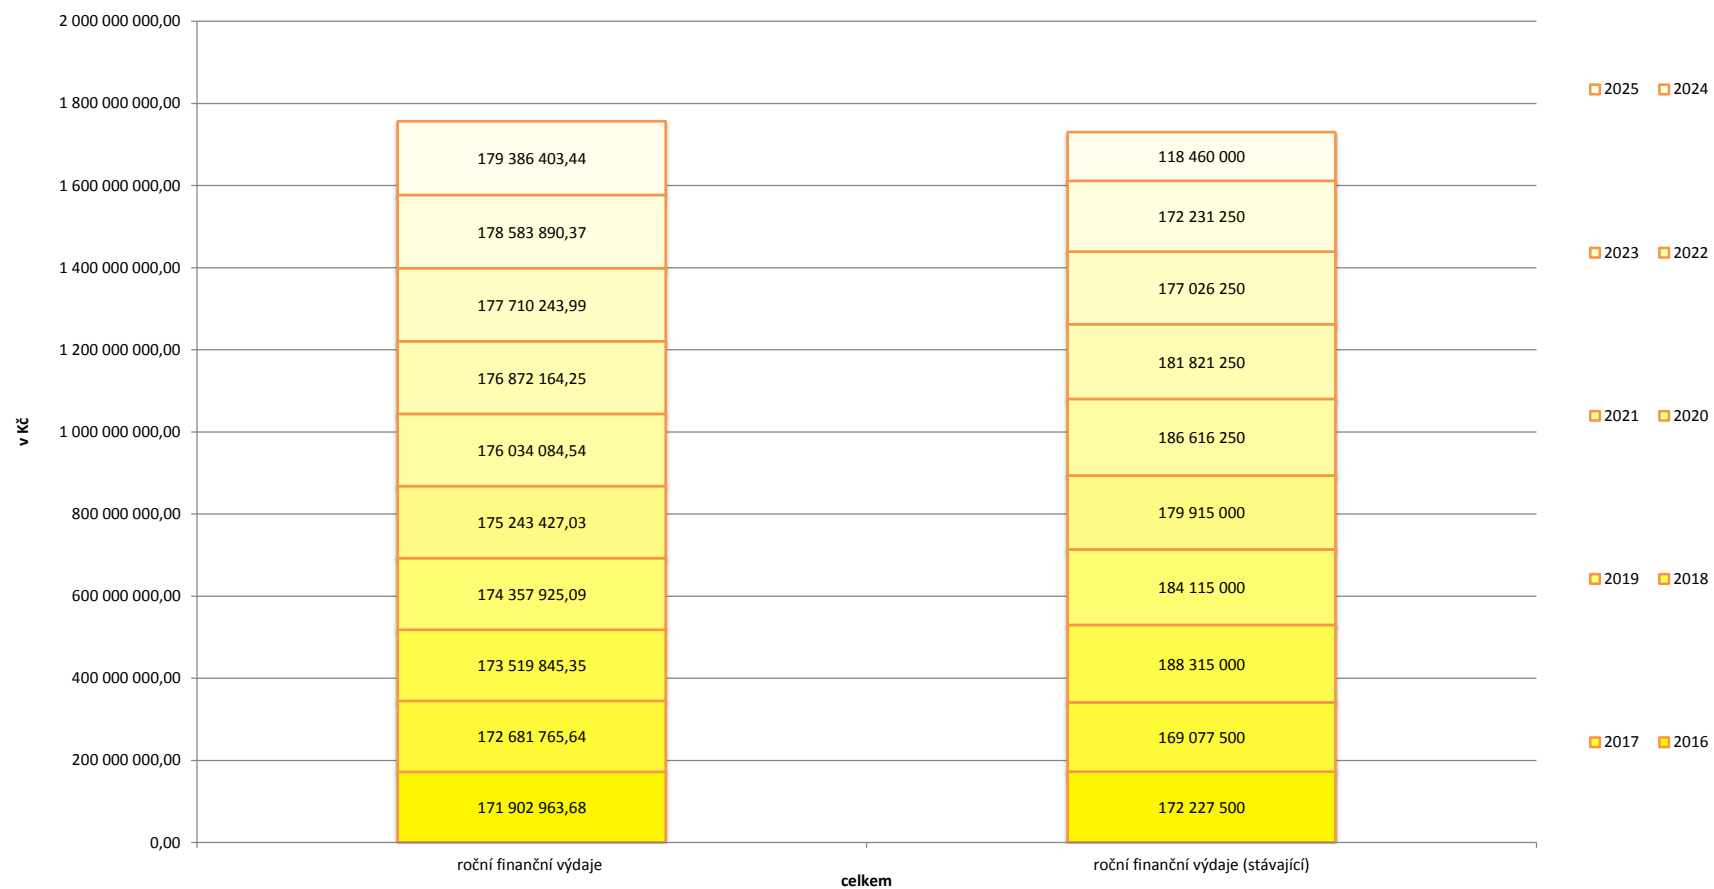 2 000 000 000,00
1 800 000 000,00
1 600 000 000,00
1 400 000 000,00
1 200 000 000,00
1 000 000 000,00
800 000 000,00
600 000 000,00
400 000 000,00
200 000 000,00
0,00
v Kč
179 386 403,44
178 583 890,37
177 710 243,99
176 872 164,25
176 034 084,54
175 243 427,03
174 357 925,09
173 519 845,35
172 681 765,64
171 902 963,68
118 460 000
172 231 250
177 026 250
181 821 250
186 616 250
179 915 000
184 115 000
188 315 000
169 077 500
172 227 500
roční finanční výdaje
roční finanční výdaje (stávající)
celkem
2025 2024
2023 2022
2021 2020
2019 2018
2017 2016